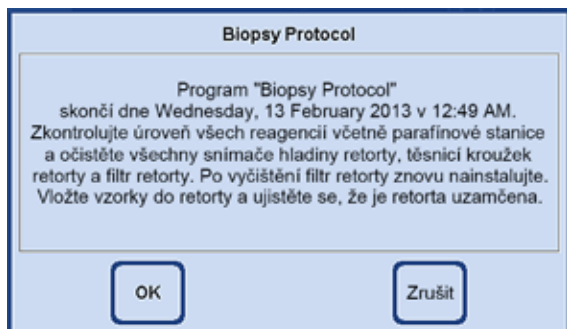 Biopsy Protocol
Program "Biopsy Protocol"
skončí dne Wednesday, 13 February 2013 v 12:49 AM.
Zkontrolujte úroveň všech reagencií včetně parafínové stanice
a očistěte všechny snímače hladiny retorty, těsnicí kroužek
retorty a filtr retorty. Po vyčištění filtr retorty znovu nainstalujte.
Vložte vzorky do retorty a ujistěte se, že je retorta uzamčena.
OK
Zrušit